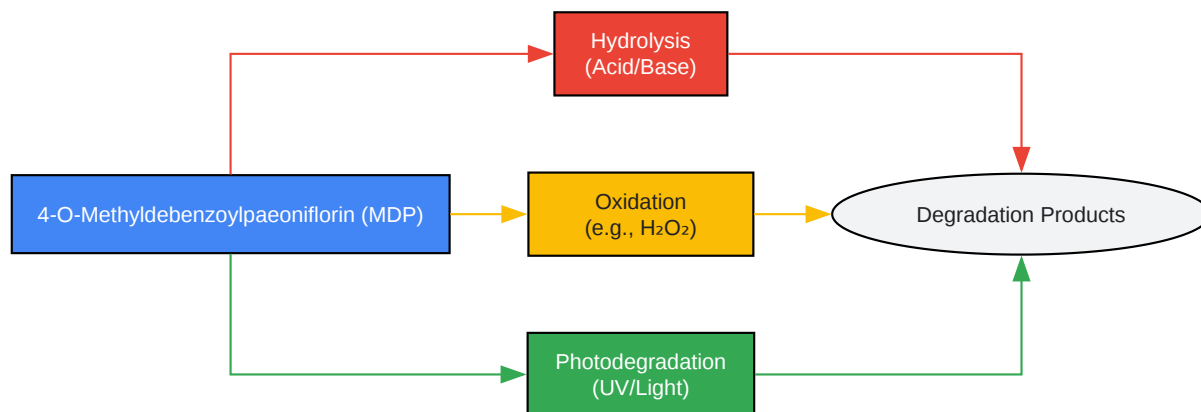 Hydrolysis
(Acid/Base)
4-O-Methyldebenzoylpaeoniflorin (MDP)
Oxidation
(e.g., H₂O₂)
Degradation Products
Photodegradation
(UV/Light)